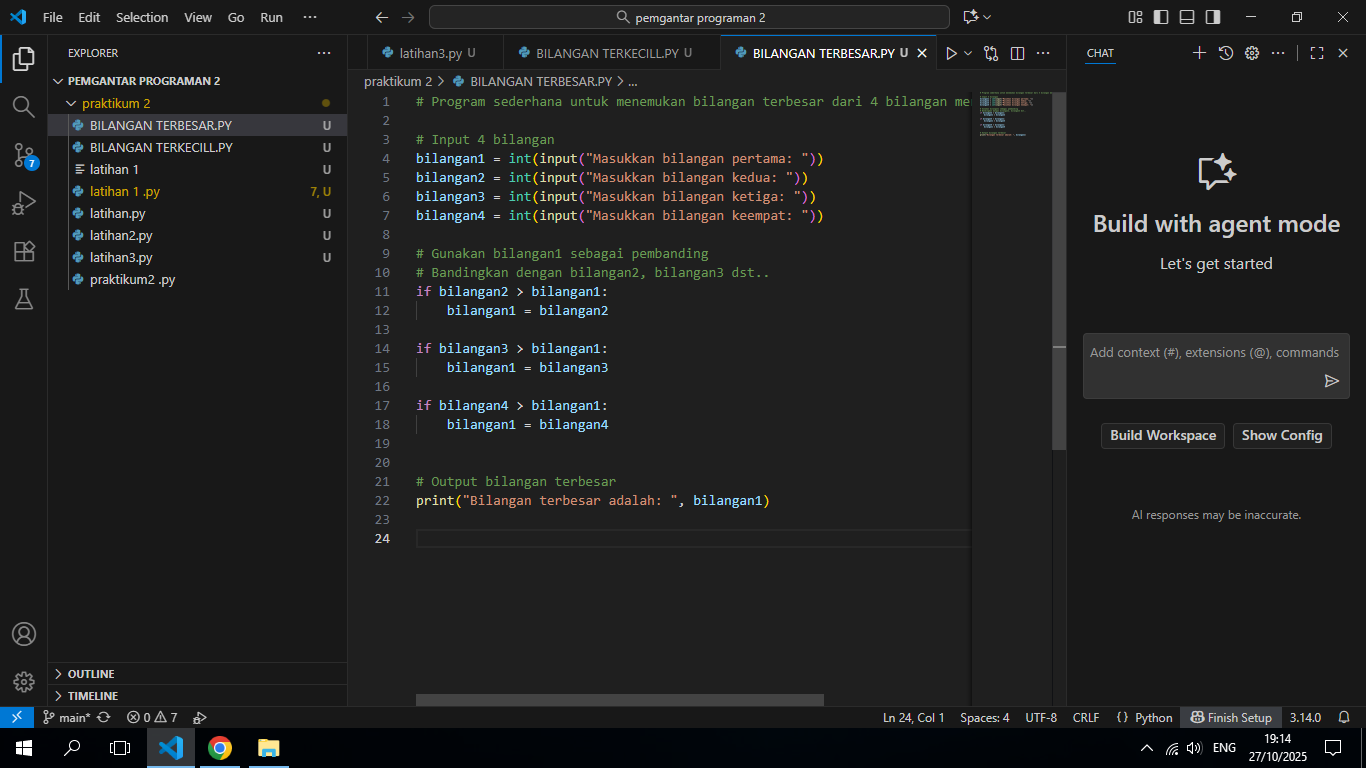 File Edit Selection View Go Run ···
pemgantar programan 2
EXPLORER ···
PEMGANTAR PROGRAMAN 2
praktikum 2
BILANGAN TERBESAR.PY U
BILANGAN TERKECILL.PY U
latihan 1 U
latihan 1 .py 7, U
latihan.py U
latihan2.py U
latihan3.py U
praktikum2 .py
OUTLINE
TIMELINE
7
latihan3.py U
BILANGAN TERKECILL.PY U
BILANGAN TERBESAR.PY U
praktikum 2 > BILANGAN TERBESAR.PY > ...
1 # Program sederhana untuk menemukan bilangan terbesar dari 4 bilangan
2
3 # Input 4 bilangan
4 bilangan1 = int(input("Masukkan bilangan pertama: "))
5 bilangan2 = int(input("Masukkan bilangan kedua: "))
6 bilangan3 = int(input("Masukkan bilangan ketiga: "))
7 bilangan4 = int(input("Masukkan bilangan keempat: "))
8
9 # Gunakan bilangan1 sebagai pembanding
10 # Bandingkan dengan bilangan2, bilangan3 dst..
11 if bilangan2 > bilangan1:
12 bilangan1 = bilangan2
13
14 if bilangan3 > bilangan1:
15 bilangan1 = bilangan3
16
17 if bilangan4 > bilangan1:
18 bilangan1 = bilangan4
19
20
21 # Output bilangan terbesar
22 print("Bilangan terbesar adalah: ", bilangan1)
23
24
CHAT
Build with agent mode
Let's get started
Add context (#), extensions (@), commands
Build Workspace Show Config
AI responses may be inaccurate.
main* 0 7 Ln 24, Col 1 Spaces: 4 UTF-8 CRLF {} Python Finish Setup 3.14.0
ENG
19:14
27/10/2025